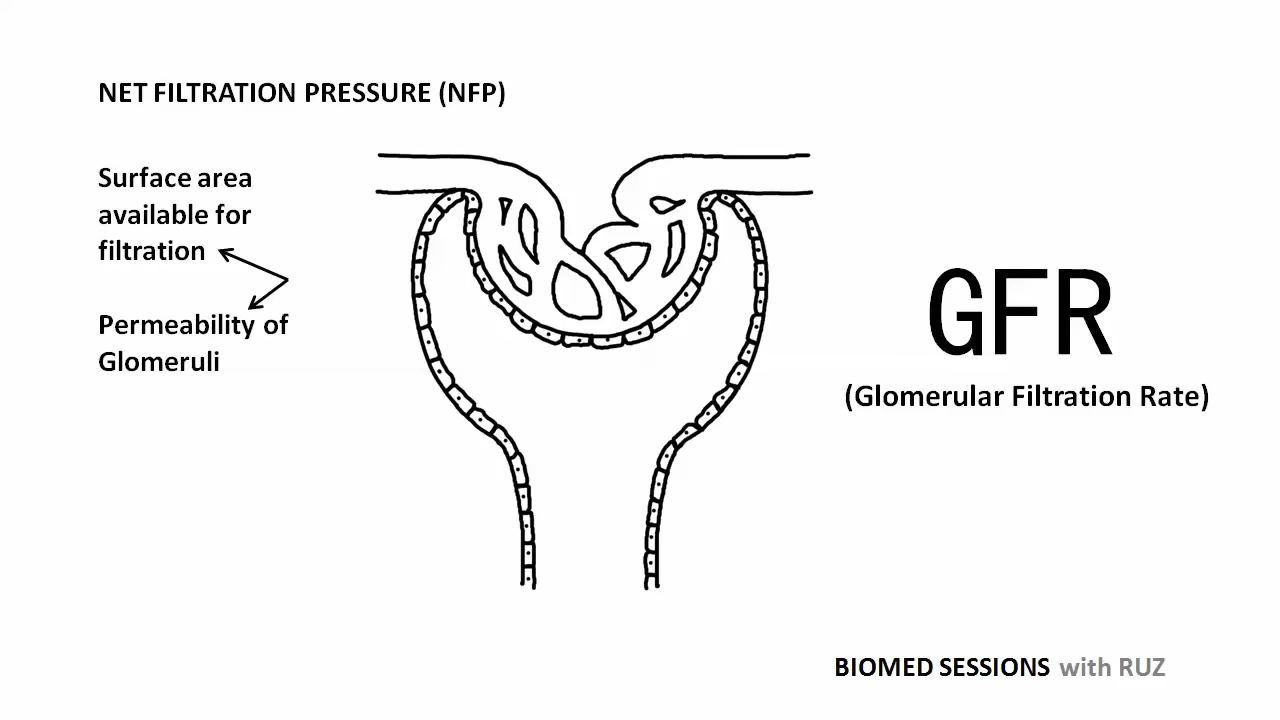 NET FILTRATION PRESSURE (NFP)
Surface area
available for
filtration
Permeability of
Glomeruli
GFR
(Glomerular Filtration Rate)
BIOMED SESSIONS with RUZ